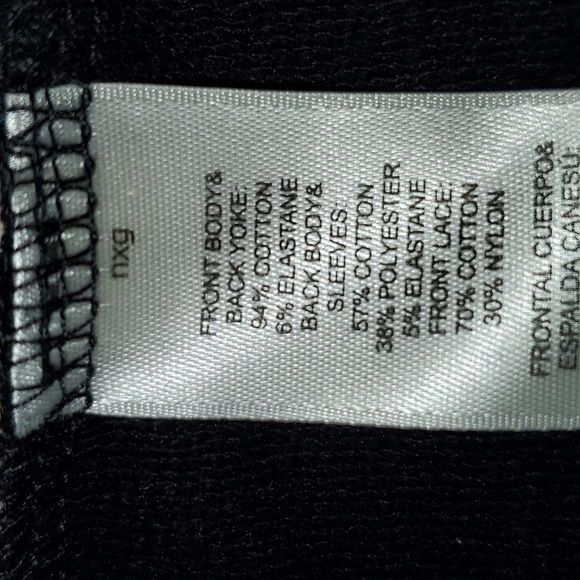 nxg
FRONT BODY&
BACK YOKE:
94% COTTON
6% ELASTANE
BACK BODY&
SLEEVES:
57% COTTON
38% POLYESTER
5% ELASTANE
FRONT LACE:
70% COTTON
30% NYLON
FRONTAL CUERPO&
ESPALDA CANESÚ: